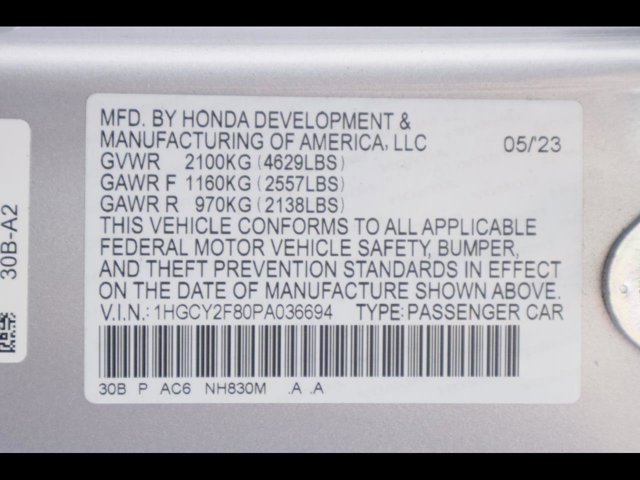 MFD. BY HONDA DEVELOPMENT &
MANUFACTURING OF AMERICA, LLC 05/'23
GVWR 2100KG (4629LBS)
GAWR F 1160KG (2557LBS)
GAWR R 970KG (2138LBS)
THIS VEHICLE CONFORMS TO ALL APPLICABLE
FEDERAL MOTOR VEHICLE SAFETY, BUMPER,
AND THEFT PREVENTION STANDARDS IN EFFECT
ON THE DATE OF MANUFACTURE SHOWN ABOVE.
V.I.N.: 1HGCY2F80PA036694 TYPE: PASSENGER CAR
30B P AC6 NH830M .A .A
30B-A2